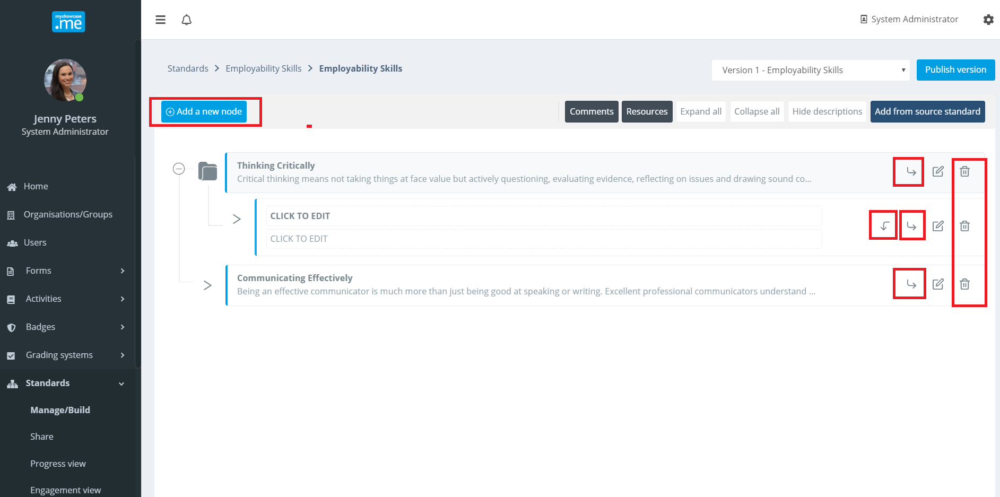 myshowcase
.me
System Administrator
Jenny Peters
System Administrator
Home
Organisations/Groups
Users
Forms
Activities
Badges
Grading systems
Standards
Manage/Build
Share
Progress view
Engagement view
Standards > Employability Skills > Employability Skills
Version 1 - Employability Skills
Publish version
Add a new node
Comments
Resources
Expand all
Collapse all
Hide descriptions
Add from source standard
Thinking Critically
Critical thinking means not taking things at face value but actively questioning, evaluating evidence, reflecting on issues and drawing sound co...
CLICK TO EDIT
CLICK TO EDIT
Communicating Effectively
Being an effective communicator is much more than just being good at speaking or writing. Excellent professional communicators understand ...